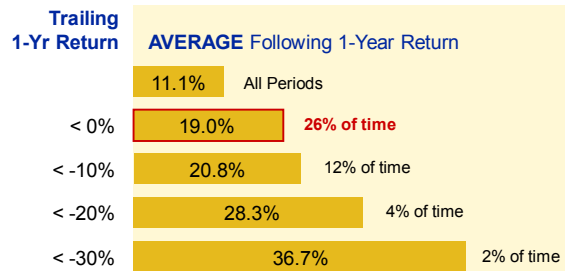 Trailing
1-Yr Return
AVERAGE Following 1-Year Return
11.1% All Periods
< 0% 19.0% 26% of time
< -10% 20.8% 12% of time
< -20% 28.3% 4% of time
< -30% 36.7% 2% of time